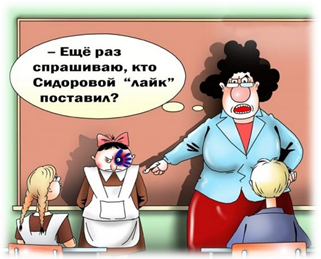 – Ещё раз
спрашиваю, кто
Сидоровой “лайк”
поставил?